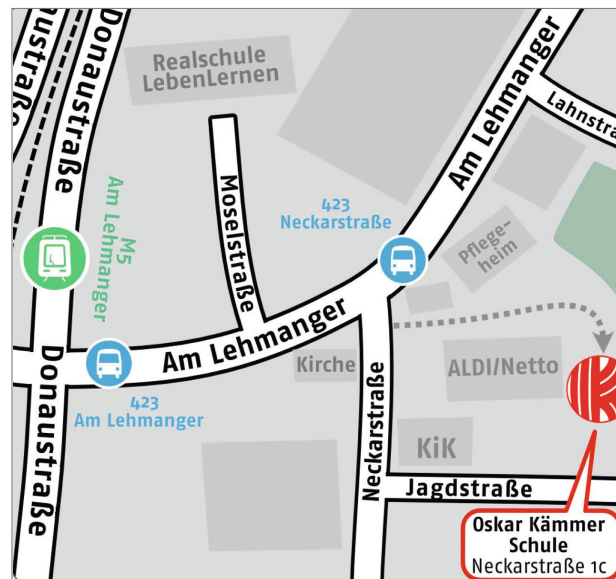 ustraße
Donaustraße
Realschule
LebenLernen
Am Lehmanger
Moselstraße
M5
Am Lehmanger
423
Neckarstraße
Pflege-
heim
Am Lehmanger
Kirche
ALDI/Netto
423
Am Lehmanger
Donaustraße
Neckarstraße
KiK
Jagdstraße
Oskar Kämmer
Schule
Neckarstraße 1c